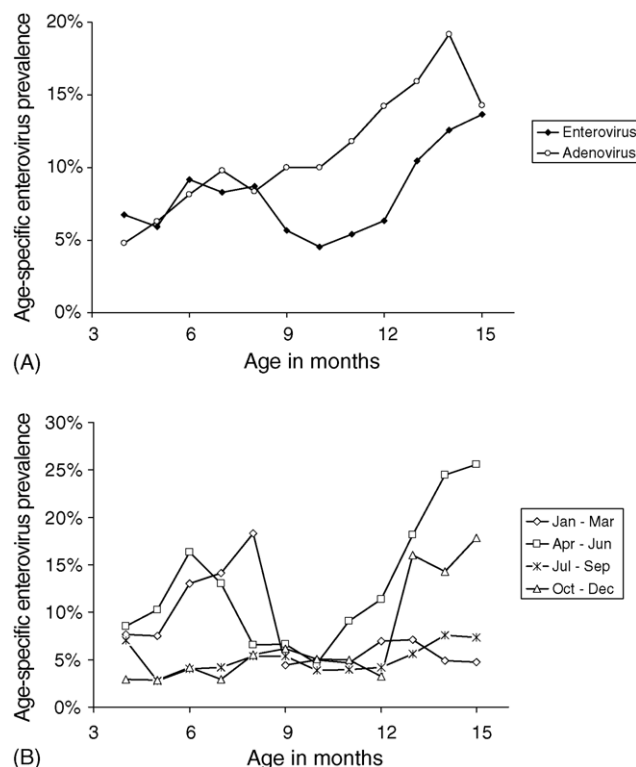 Age-specific enterovirus prevalence
20%
15%
10%
5%
0%
3
6
9
12
15
Age in months
(A)
Enterovirus
Adenovirus
Age-specific enterovirus prevalence
30%
25%
20%
15%
10%
5%
0%
3
6
9
12
15
Age in months
(B)
Jan - Mar
Apr - Jun
Jul - Sep
Oct - Dec